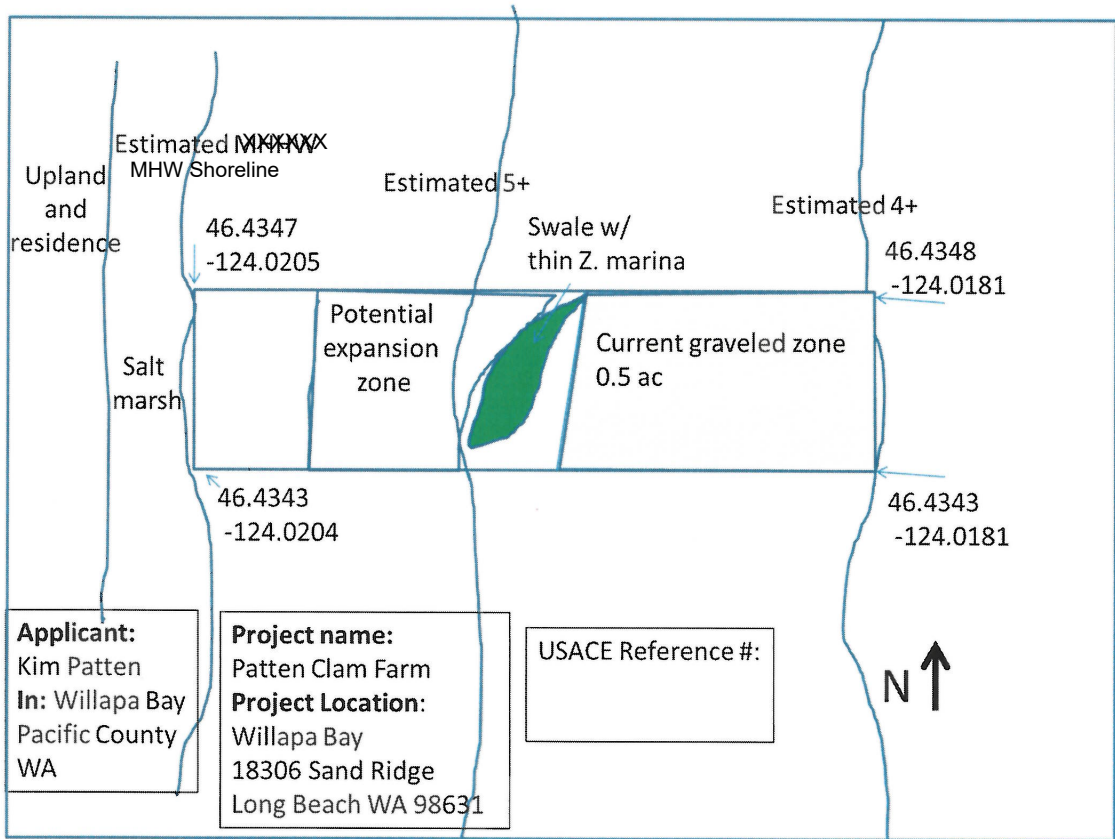 Estimated MHHW
MHW Shoreline
Upland
and
residence
Estimated 5+
Estimated 4+
46.4347
-124.0205
Swale w/
thin Z. marina
46.4348
-124.0181
Potential
expansion
zone
Current graveled zone
0.5 ac
Salt
marsh
46.4343
-124.0204
46.4343
-124.0181
Applicant:
Kim Patten
In: Willapa Bay
Pacific County
WA
Project name:
Patten Clam Farm
Project Location:
Willapa Bay
18306 Sand Ridge
Long Beach WA 98631
USACE Reference #:
N